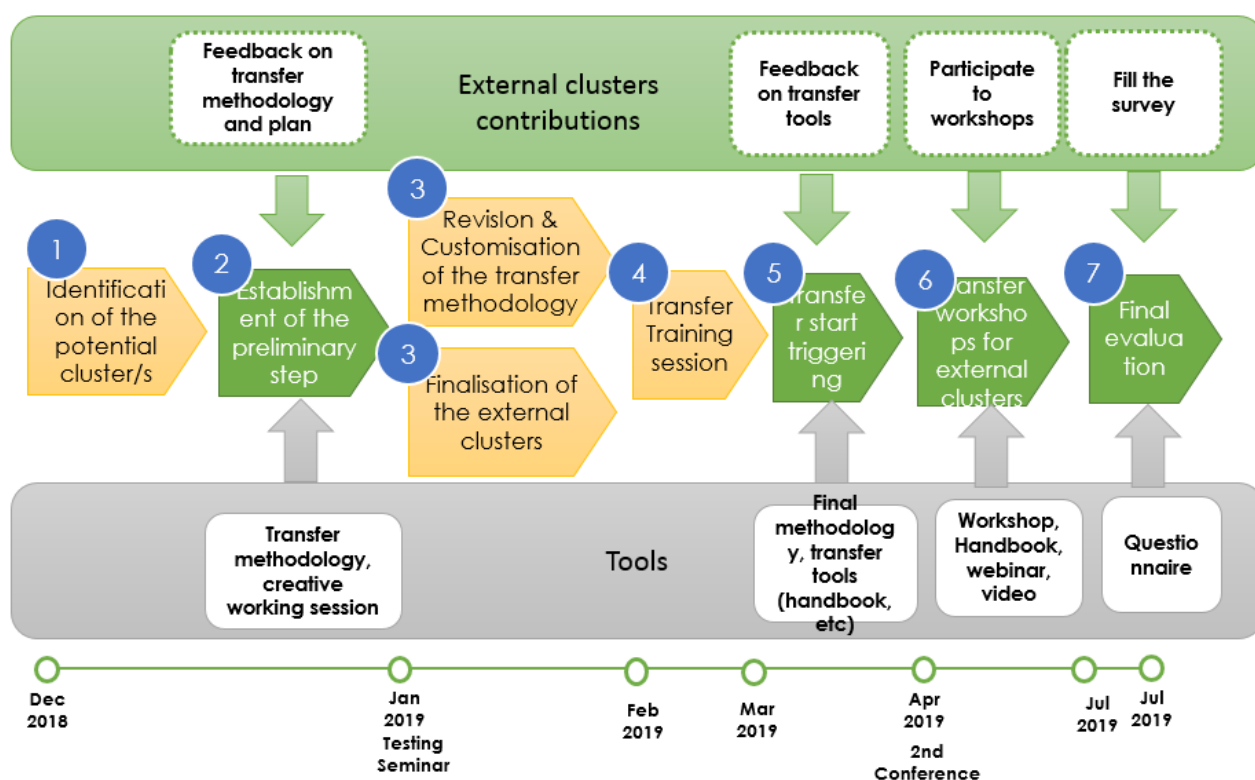 Feedback on
transfer
methodology
and plan
External clusters
contributions
Feedback
on transfer
tools
Participate
to
workshops
Fill the
survey
1
Identificati
on of the
potential
cluster/s
2
Establishm
ent of the
preliminary
step
3
Revision &
Customisation
of the transfer
methodology
3
Finalisation of
the external
clusters
4
Transfer
Training
session
5
Transfe
r start
triggeri
ng
6
Transfer
worksho
ps for
external
clusters
7
Final
evalua
tion
Transfer
methodology,
creative
working session
Tools
Final
methodolog
y, transfer
tools
(handbook,
etc)
Workshop,
Handbook,
webinar,
video
Questio
nnaire
Dec
2018
Jan
2019
Testing
Seminar
Feb
2019
Mar
2019
Apr
2019
2nd
Conference
Jul
2019
Jul
2019